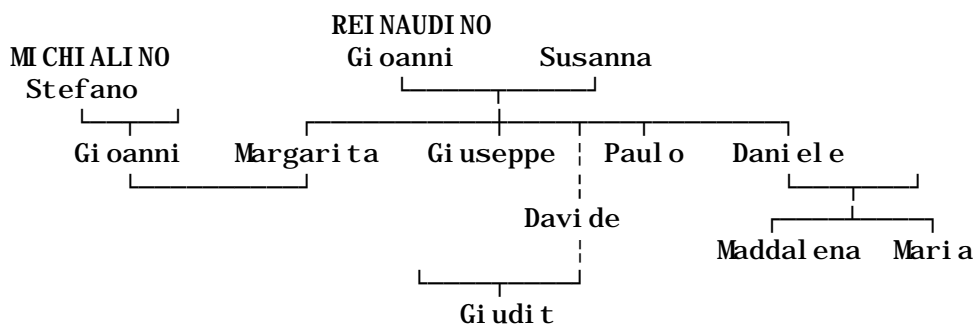 REINAUDINO
MICHIALINO Gioanni Susanna
Stefano
Gioanni Margarita Giuseppe Paulo Daniele
Davide
Maddalena Maria
Giudit